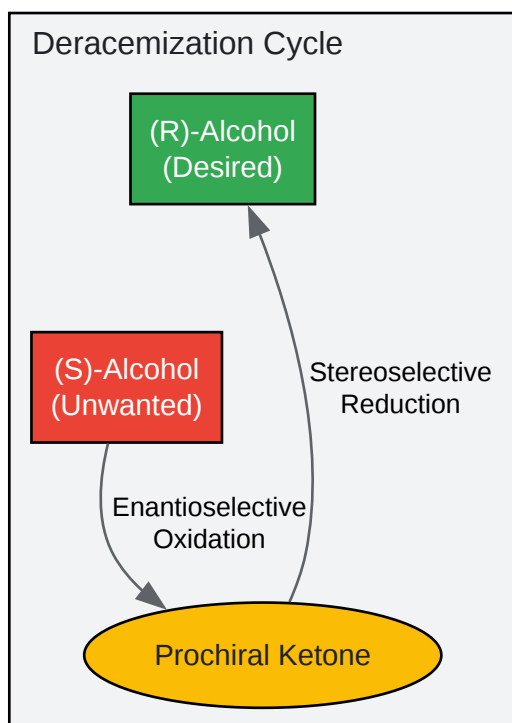 Deracemization Cycle
(R)-Alcohol
(Desired)
(S)-Alcohol
(Unwanted)
Stereoselective
Reduction
Enantioselective
Oxidation
Prochiral Ketone